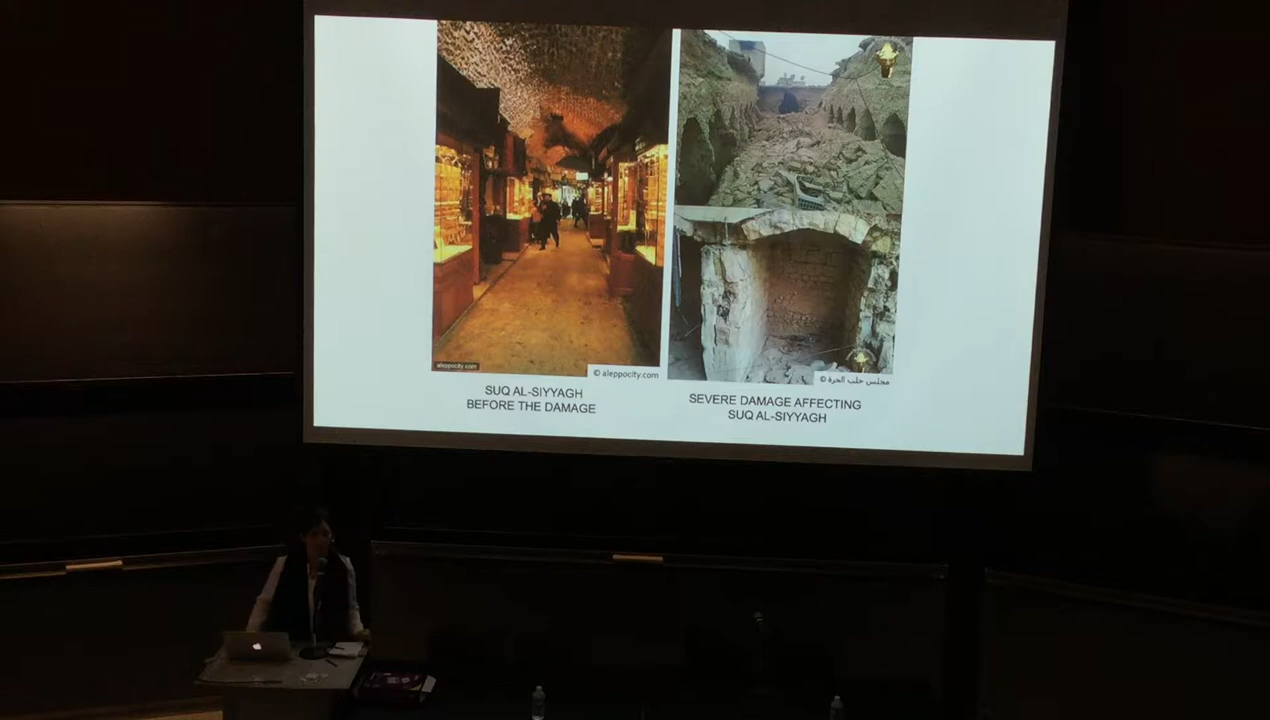 aleppocity.com
© aleppocity.com
© مجلس حلب الحرة
SUQ AL-SIYYAGH
BEFORE THE DAMAGE
SEVERE DAMAGE AFFECTING
SUQ AL-SIYYAGH